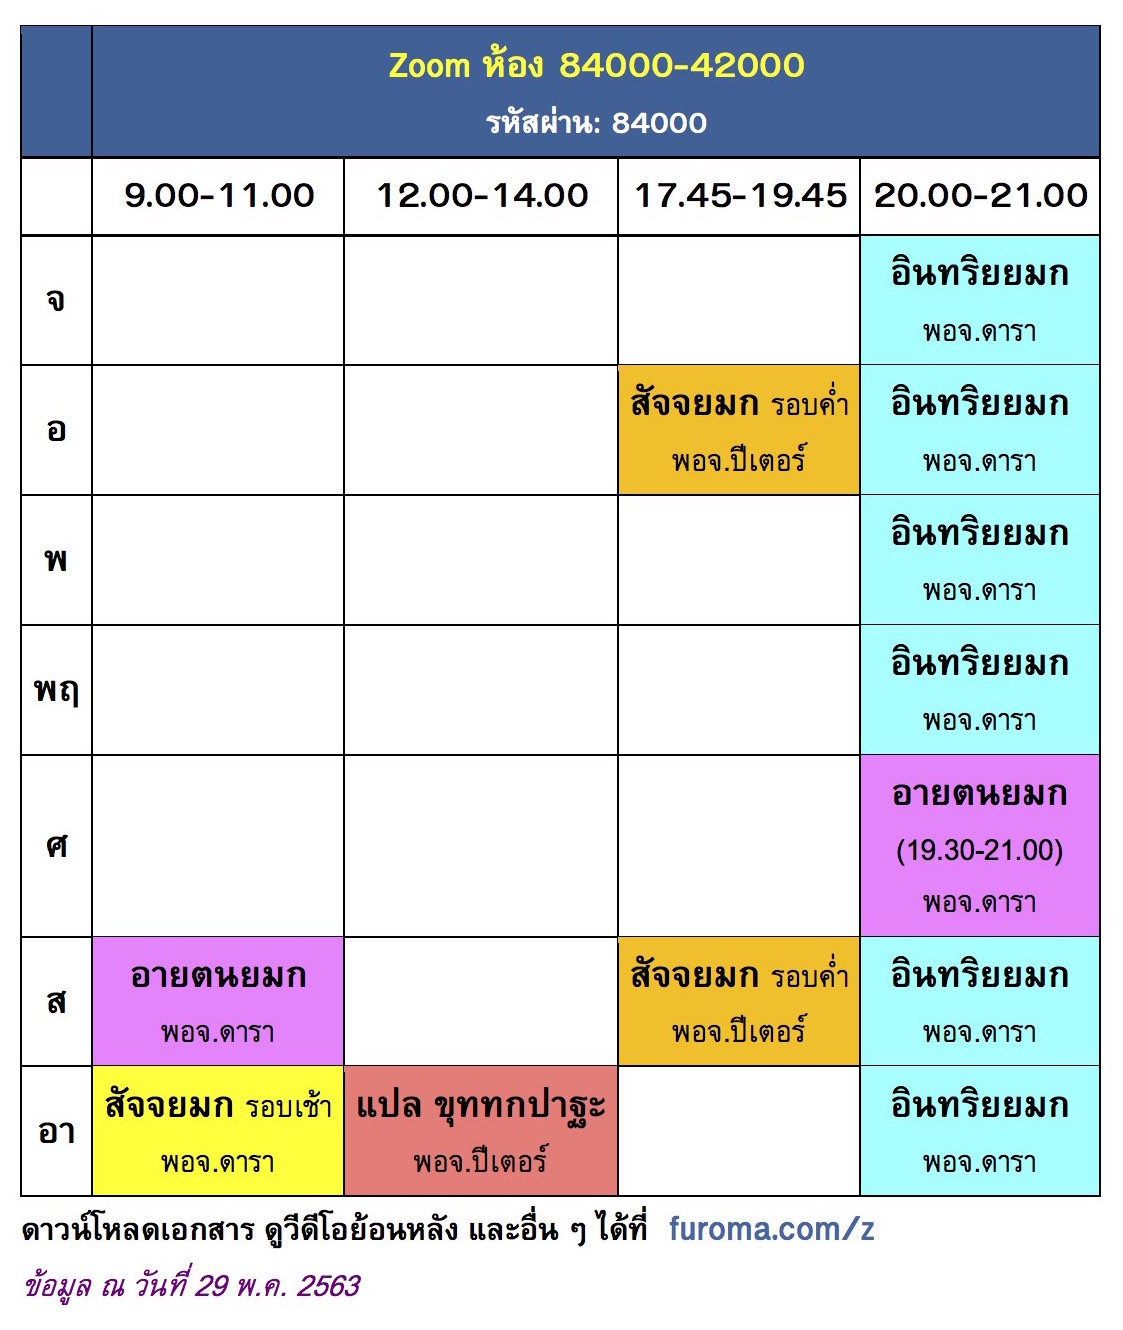 Zoom ห้อง 84000-42000
รหัสผ่าน: 84000
9.00-11.00 12.00-14.00 17.45-19.45 20.00-21.00
จ
อินทริยยมก
พอจ.ดารา
อ
สัจจยมก รอบค่ำ
พอจ.ปีเตอร์
อินทริยยมก
พอจ.ดารา
พ
อินทริยยมก
พอจ.ดารา
พฤ
อินทริยยมก
พอจ.ดารา
ศ
อายตนยมก
(19.30-21.00)
พอจ.ดารา
ส
อายตนยมก
พอจ.ดารา
สัจจยมก รอบค่ำ
พอจ.ปีเตอร์
อินทริยยมก
พอจ.ดารา
อา
สัจจยมก รอบเช้า
พอจ.ดารา
แปล ขุททกปาฐะ
พอจ.ปีเตอร์
อินทริยยมก
พอจ.ดารา
ดาวน์โหลดเอกสาร ดูวีดีโอย้อนหลัง และอื่น ๆ ได้ที่ furoma.com/z
ข้อมูล ณ วันที่ 29 พ.ค. 2563